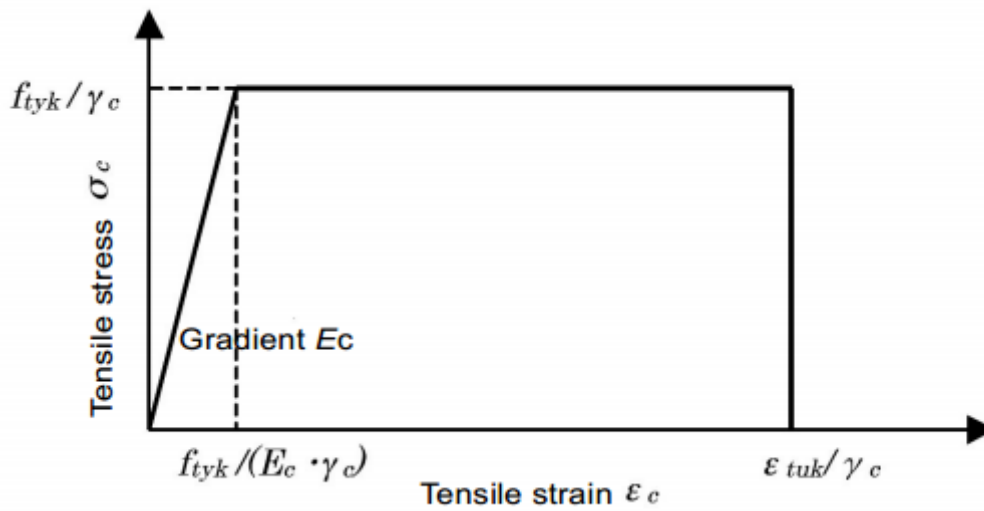 f_tyk / γ_c
Tensile stress σ_c
Gradient Ec
f_tyk /(E_c ・γ_c)
ε_tuk / γ_c
Tensile strain ε_c